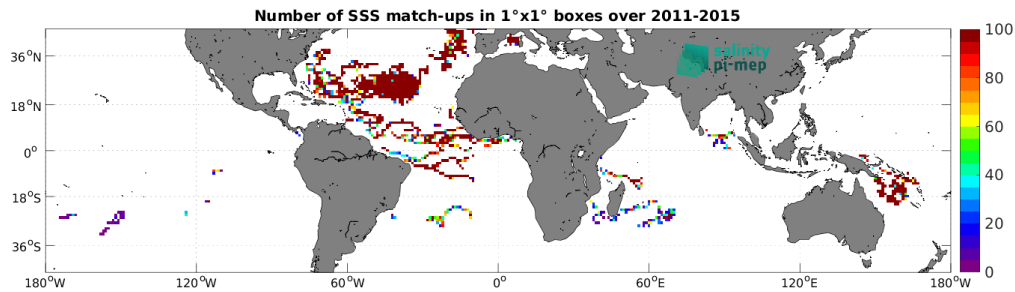 Number of SSS match-ups in 1°x1° boxes over 2011-2015
36°N
18°N
0°
18°S
36°S
180°W
120°W
60°W
0°
60°E
120°E
180°W
salinity
pi-mep
100
80
60
40
20
0